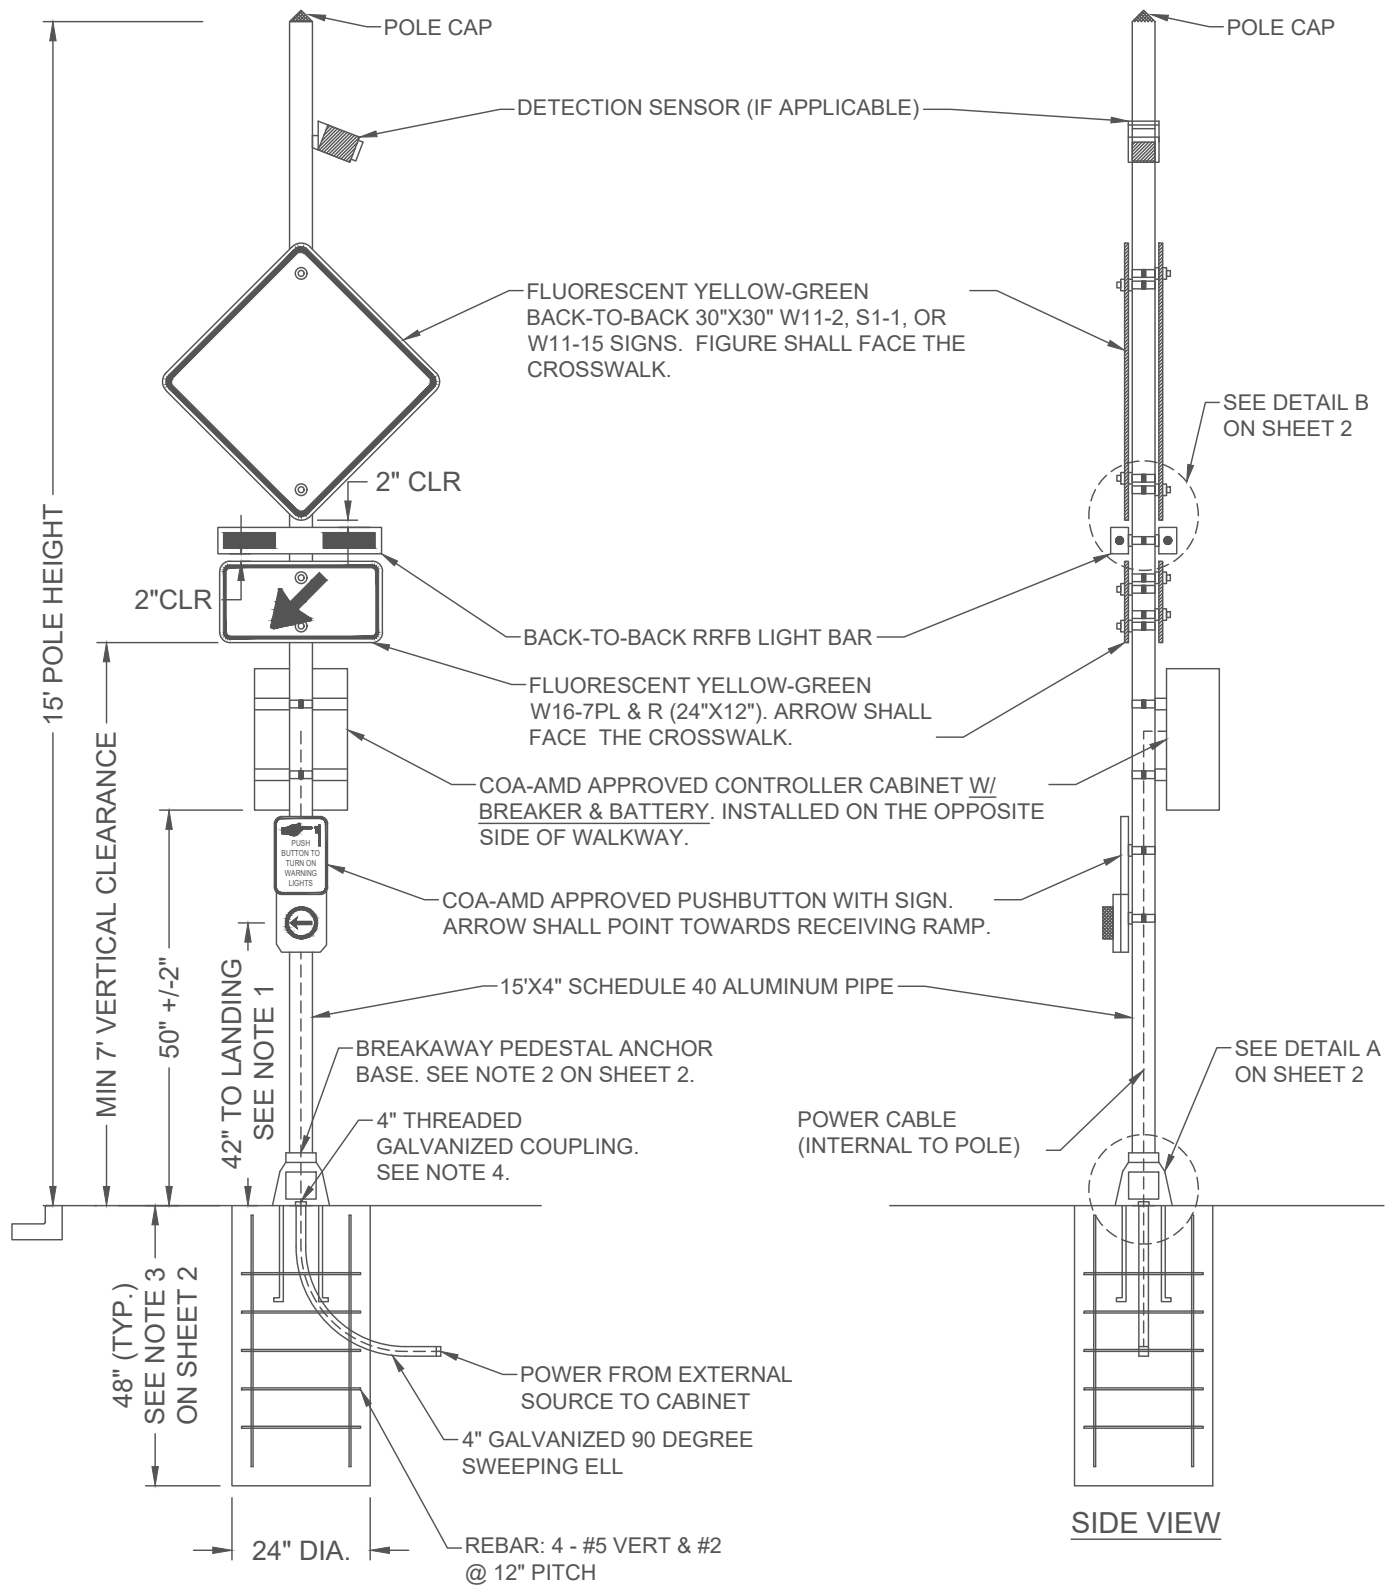 POLE CAP
POLE CAP
DETECTION SENSOR (IF APPLICABLE)
FLUORESCENT YELLOW-GREEN
BACK-TO-BACK 30"X30" W11-2, S1-1, OR
W11-15 SIGNS. FIGURE SHALL FACE THE
CROSSWALK.
SEE DETAIL B
ON SHEET 2
2" CLR
2"CLR
15' POLE HEIGHT
BACK-TO-BACK RRFB LIGHT BAR
FLUORESCENT YELLOW-GREEN
W16-7PL & R (24"X12"). ARROW SHALL
FACE THE CROSSWALK.
MIN 7' VERTICAL CLEARANCE
COA-AMD APPROVED CONTROLLER CABINET W/
BREAKER & BATTERY. INSTALLED ON THE OPPOSITE
SIDE OF WALKWAY.
PUSH
BUTTON TO
TURN ON
WARNING
LIGHTS
COA-AMD APPROVED PUSHBUTTON WITH SIGN.
ARROW SHALL POINT TOWARDS RECEIVING RAMP.
50" +/-2"
42" TO LANDING
SEE NOTE 1
15'X4" SCHEDULE 40 ALUMINUM PIPE
BREAKAWAY PEDESTAL ANCHOR
BASE. SEE NOTE 2 ON SHEET 2.
SEE DETAIL A
ON SHEET 2
4" THREADED
GALVANIZED COUPLING.
SEE NOTE 4.
POWER CABLE
(INTERNAL TO POLE)
48" (TYP.)
SEE NOTE 3
ON SHEET 2
POWER FROM EXTERNAL
SOURCE TO CABINET
4" GALVANIZED 90 DEGREE
SWEEPING ELL
24" DIA.
REBAR: 4 - #5 VERT & #2
@ 12" PITCH
SIDE VIEW